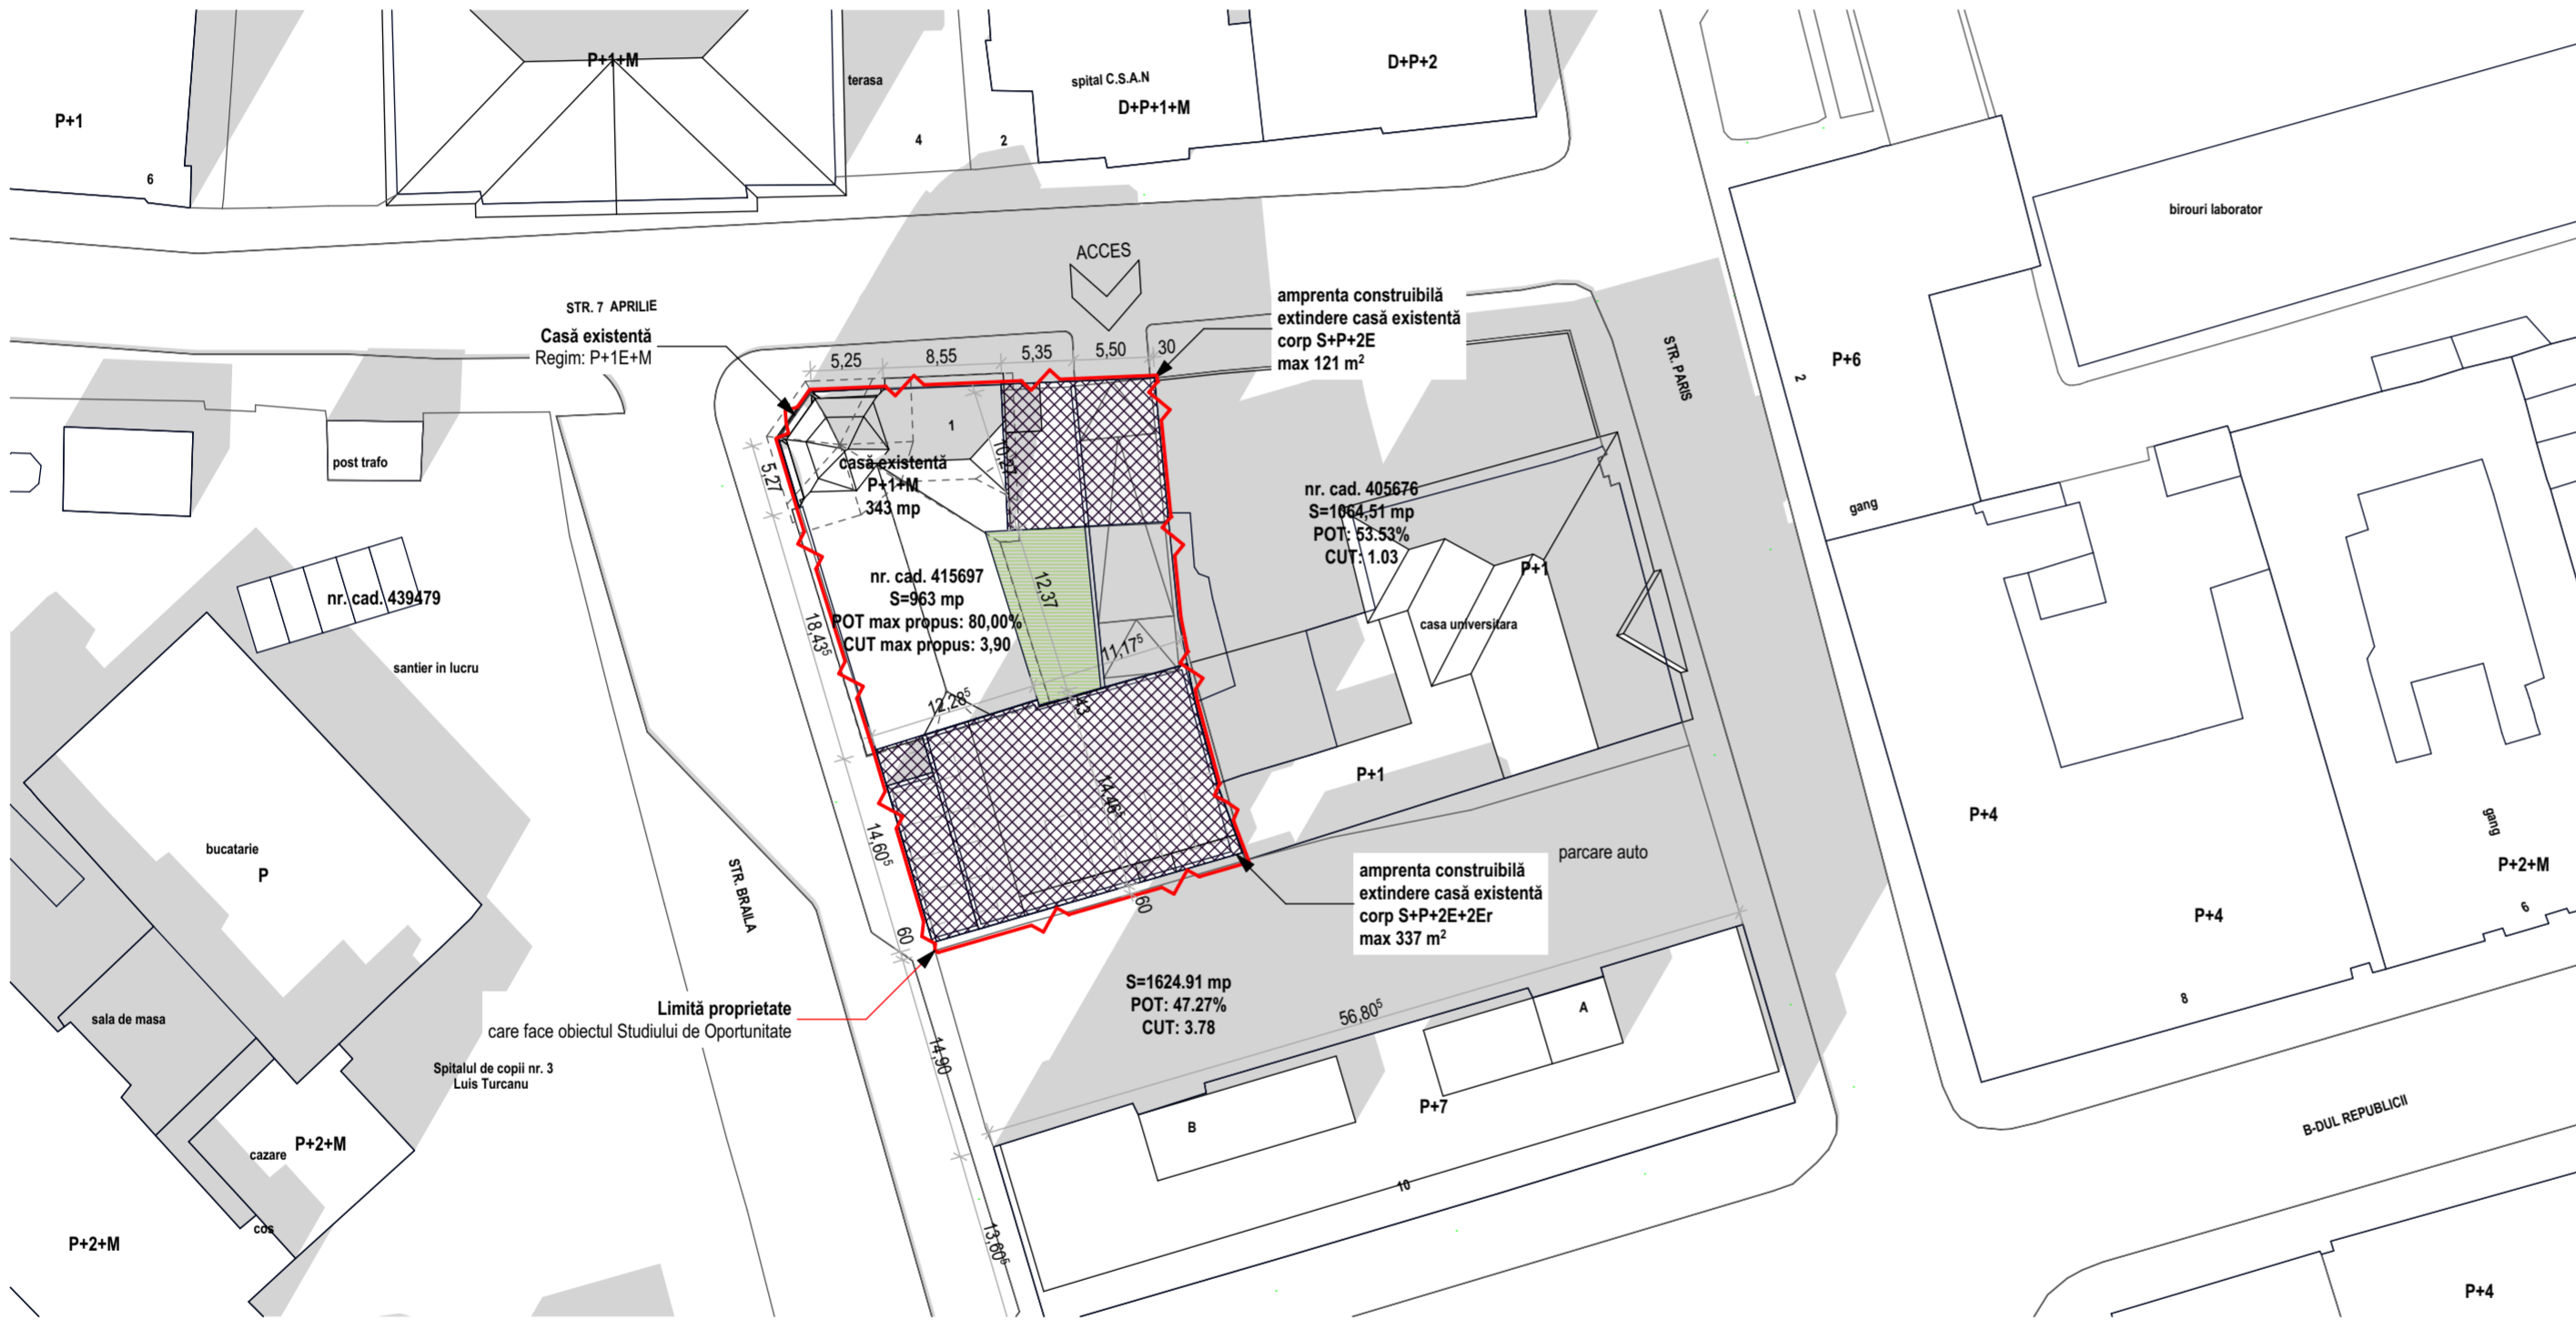 P+1+M
terasa
spital C.S.A.N
D+P+1+M
D+P+2
P+1
6
4
2
birouri laborator
ACCES
STR. 7 APRILIE
Casă existentă
Regim: P+1E+M
amprenta construibilă
extindere casă existentă
corp S+P+2E
max 121 m²
5,25
8,55
5,35
5,50
30
STR. PARIS
P+6
2
1
10,27
5,27
casă existentă
P+1+M
343 mp
post trafo
nr. cad. 405676
S=1064,51 mp
POT: 53.53%
CUT: 1.03
gang
P+1
casa universitara
nr. cad. 415697
S=963 mp
POT max propus: 80,00%
CUT max propus: 3,90
12,37
18,43⁵
11,17⁵
nr. cad. 439479
santier in lucru
12,28⁵
43
14,46⁵
P+1
P+4
bucatarie
P
14,60⁵
STR. BRAILA
60
60
amprenta construibilă
extindere casă existentă
corp S+P+2E+2Er
max 337 m²
parcare auto
gang
P+2+M
P+4
6
8
S=1624.91 mp
POT: 47.27%
CUT: 3.78
56,80⁵
A
Limită proprietate
care face obiectul Studiului de Oportunitate
sala de masa
14,90
Spitalul de copii nr. 3
Luis Turcanu
P+7
B
B-DUL REPUBLICII
cazare
P+2+M
10
cos
P+2+M
13,60⁵
P+4